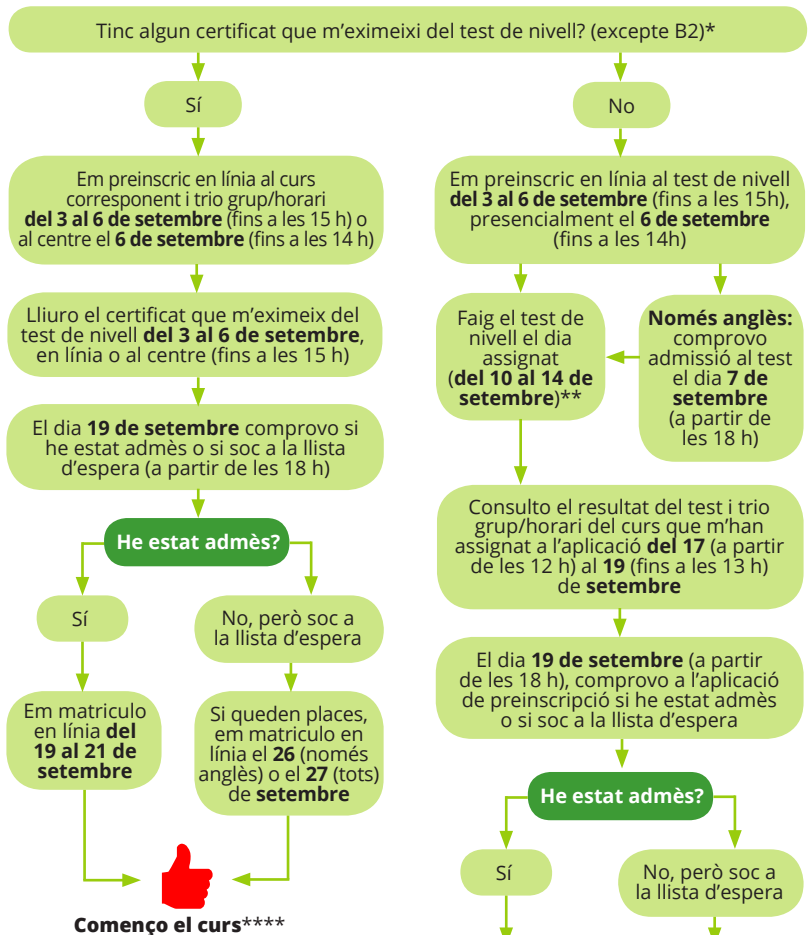 Tinc algun certificat que m'eximeixi del test de nivell? (excepte B2)*
Sí
Em preinscric en línia al curs
corresponent i trio grup/horari
del 3 al 6 de setembre (fins a les 15 h) o
al centre el 6 de setembre (fins a les 14 h)
Lliuro el certificat que m'eximeix del
test de nivell del 3 al 6 de setembre,
en línia o al centre (fins a les 15 h)
El dia 19 de setembre comprovo si
he estat admès o si soc a la llista
d'espera (a partir de les 18 h)
He estat admès?
Sí
Em matriculo
en línia del
19 al 21 de
setembre
No, però soc a
la llista d'espera
Si queden places,
em matriculo en
línia el 26 (només
anglès) o el 27 (tots)
de setembre
Començo el curs****
No
Em preinscric en línia al test de nivell
del 3 al 6 de setembre (fins a les 15h),
presencialment el 6 de setembre
(fins a les 14h)
Faig el test de
nivell el dia
assignat
(del 10 al 14 de
setembre)**
Només anglès:
comprovo
admissió al test
el dia 7 de
setembre
(a partir de
les 18 h)
Consulto el resultat del test i trio
grup/horari del curs que m'han
assignat a l'aplicació del 17 (a partir
de les 12 h) al 19 (fins a les 13 h)
de setembre
El dia 19 de setembre (a partir
de les 18 h), comprovo a l'aplicació
de preinscripció si he estat admès
o si soc a la llista d'espera
He estat admès?
Sí
No, però soc a
la llista d'espera